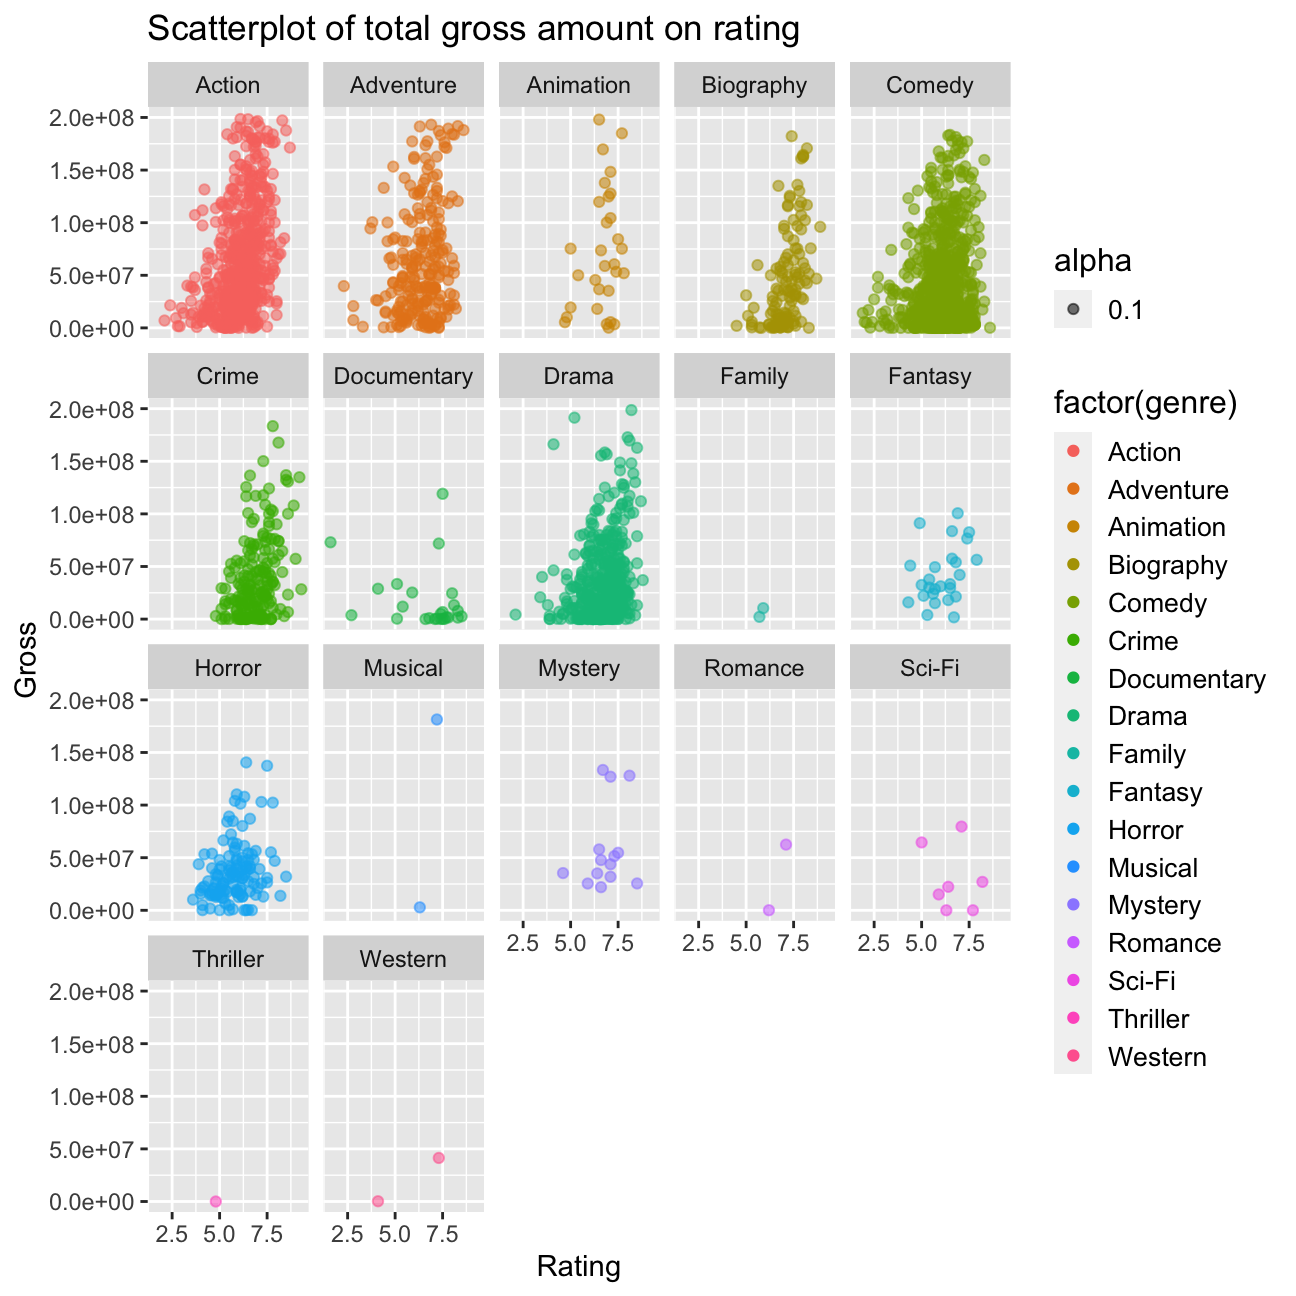 Scatterplot of total gross amount on rating
Action Adventure Animation Biography Comedy
2.0e+08
1.5e+08
1.0e+08
5.0e+07
0.0e+00
Crime Documentary Drama Family Fantasy
2.0e+08
1.5e+08
1.0e+08
5.0e+07
0.0e+00
Horror Musical Mystery Romance Sci-Fi
2.0e+08
1.5e+08
1.0e+08
5.0e+07
0.0e+00
2.5 5.0 7.5 2.5 5.0 7.5 2.5 5.0 7.5
Thriller Western
2.0e+08
1.5e+08
1.0e+08
5.0e+07
0.0e+00
2.5 5.0 7.5 2.5 5.0 7.5
Gross
Rating
alpha
0.1
factor(genre)
Action
Adventure
Animation
Biography
Comedy
Crime
Documentary
Drama
Family
Fantasy
Horror
Musical
Mystery
Romance
Sci-Fi
Thriller
Western